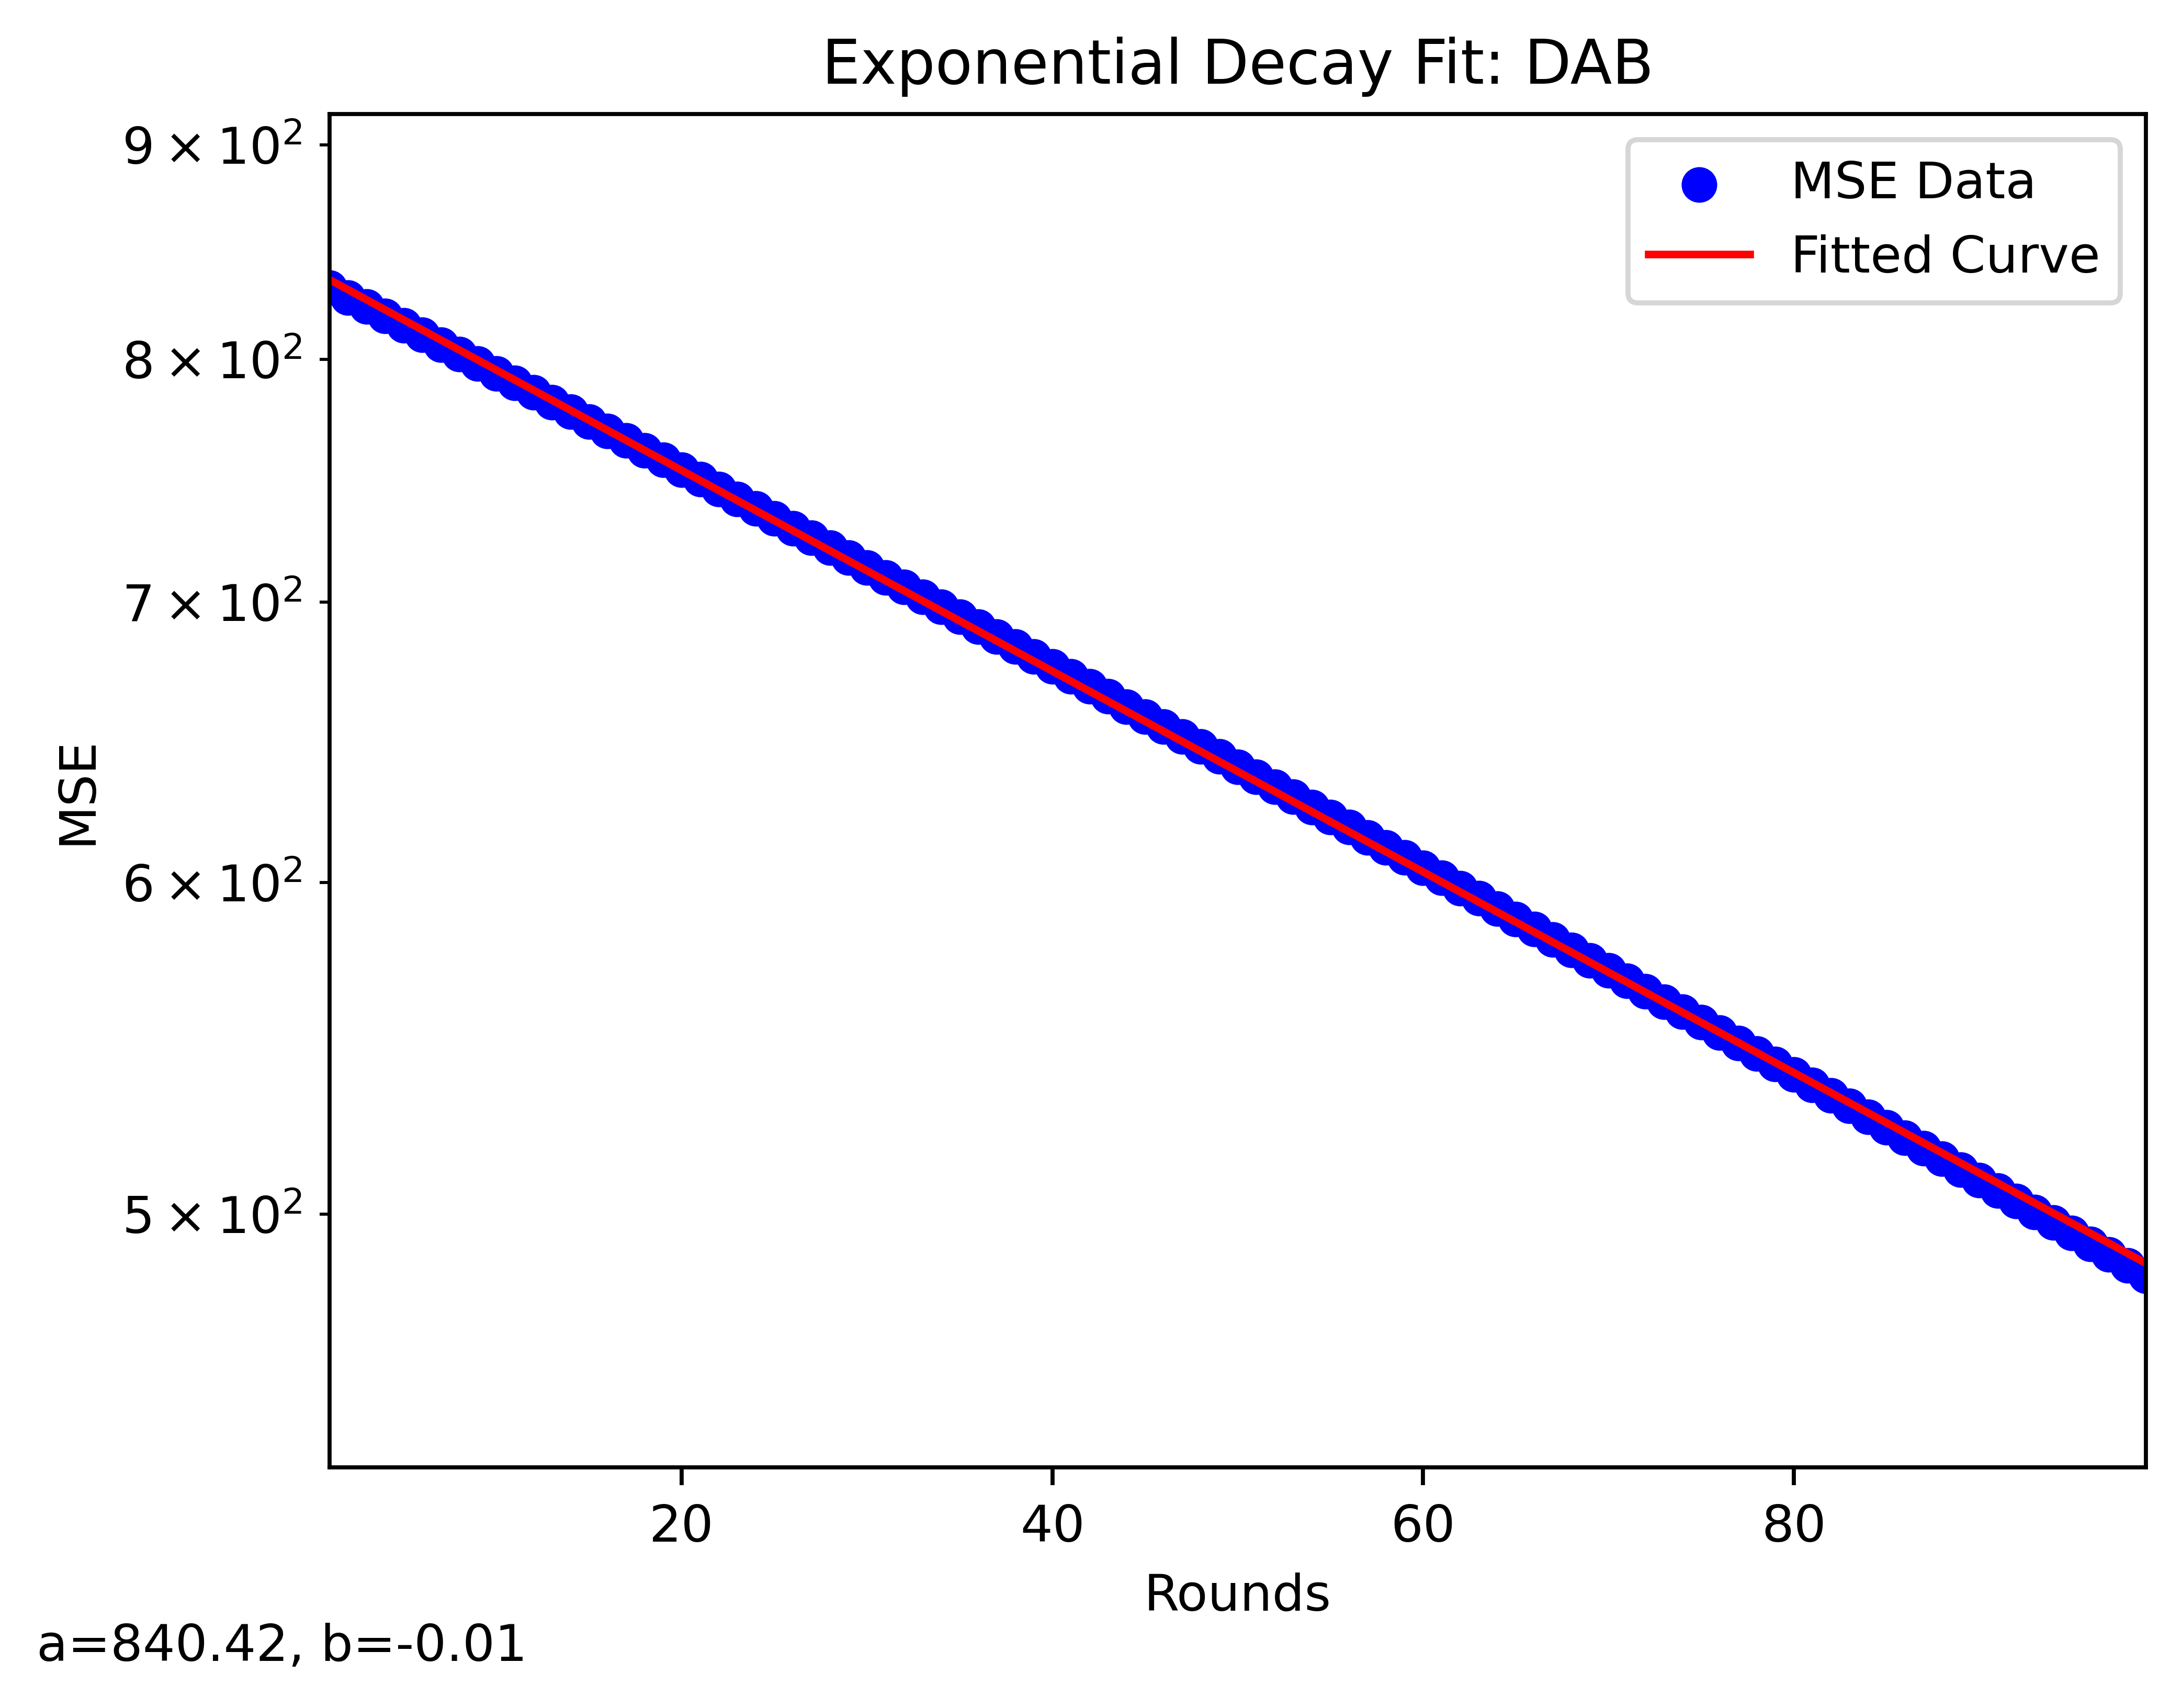 Exponential Decay Fit: DAB
9 × 10²
8 × 10²
7 × 10²
6 × 10²
5 × 10²
MSE
MSE Data
Fitted Curve
20 40 60 80
Rounds
a=840.42, b=-0.01